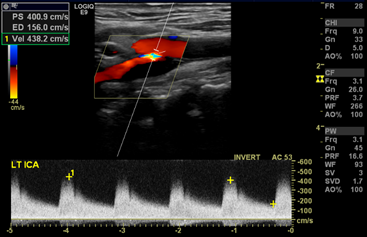 PS 400.9 cm/s
ED 156.0 cm/s
1 Vel 438.2 cm/s
LOGIQ
E9
-44
cm/s
2
4
FR 28
CHI
Frq 9.0
Gn 33
D 5.0
AO% 100
CF
Frq 3.1
Gn 26.0
PRF 3.7
WF 266
AO% 100
PW
Frq 3.1
Gn 45
PRF 16.6
WF 93
SV 3
SVD 1.7
AO% 100
INVERT AC 53
LT ICA
1
-600
-500
-400
-300
-200
-100
cm/s
-5 -4 -3 -2 -1 -0